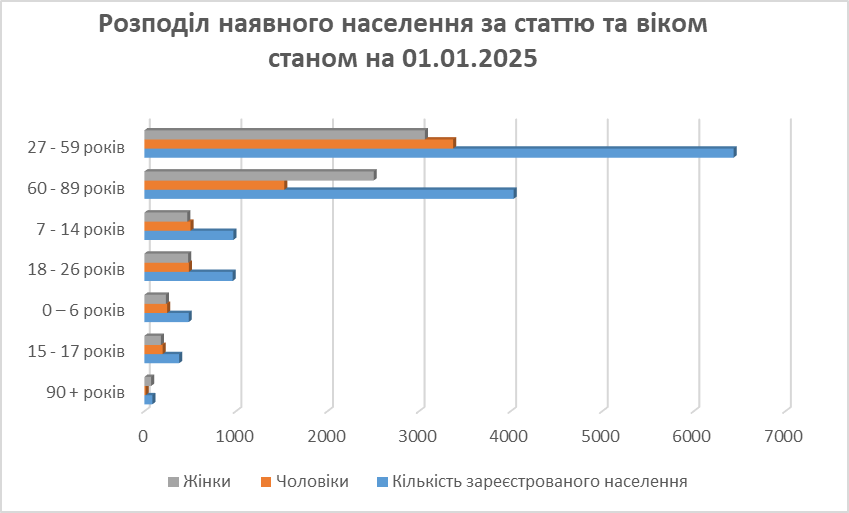 Розподіл наявного населення за статтю та віком
станом на 01.01.2025
27 - 59 років
60 - 89 років
7 - 14 років
18 - 26 років
0 – 6 років
15 - 17 років
90 + років
0 1000 2000 3000 4000 5000 6000 7000
Жінки Чоловіки Кількість зареєстрованого населення